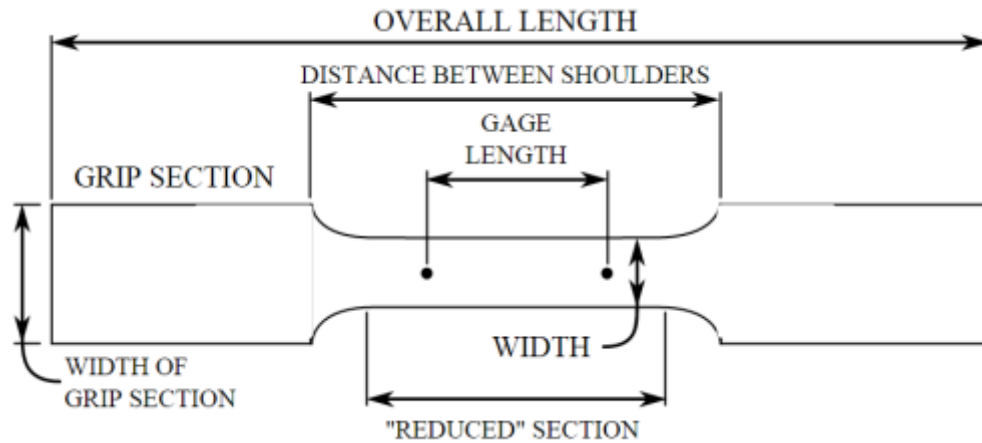 OVERALL LENGTH
DISTANCE BETWEEN SHOULDERS
GAGE
LENGTH
GRIP SECTION
WIDTH
WIDTH OF
GRIP SECTION
"REDUCED" SECTION